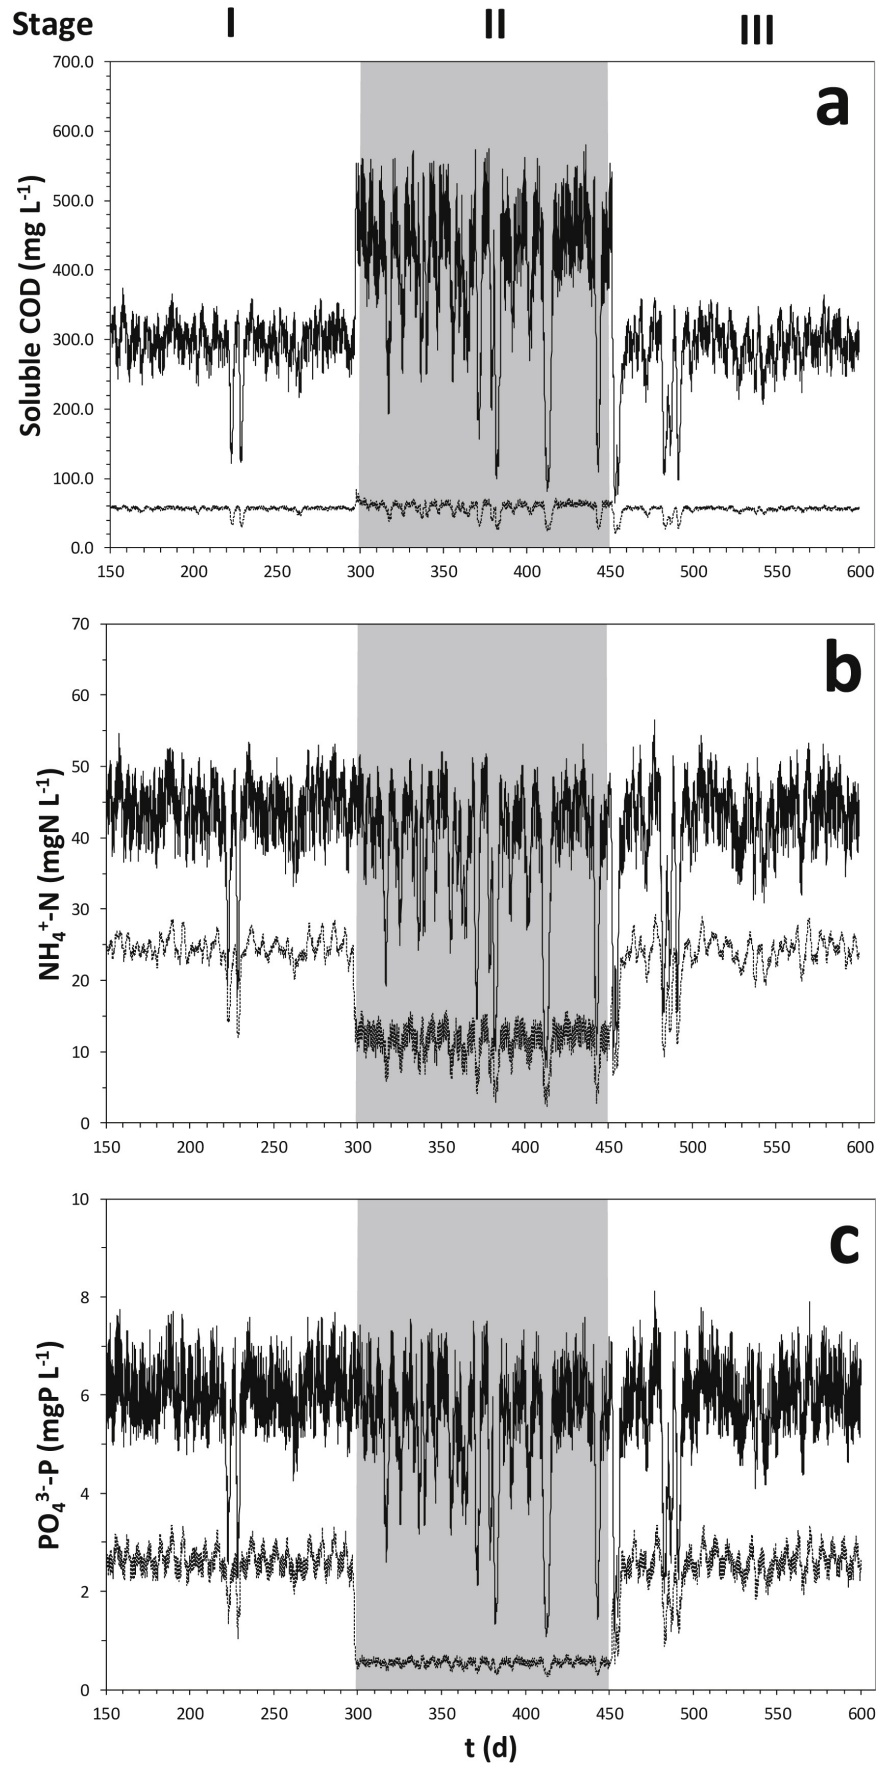 Stage I II III
a
700.0
600.0
500.0
400.0
300.0
200.0
100.0
0.0
Soluble COD (mg L⁻¹)
150 200 250 300 350 400 450 500 550 600
b
70
60
50
40
30
20
10
0
NH₄⁺-N (mgN L⁻¹)
150 200 250 300 350 400 450 500 550 600
c
10
8
6
4
2
0
PO₄³⁻-P (mgP L⁻¹)
150 200 250 300 350 400 450 500 550 600
t (d)